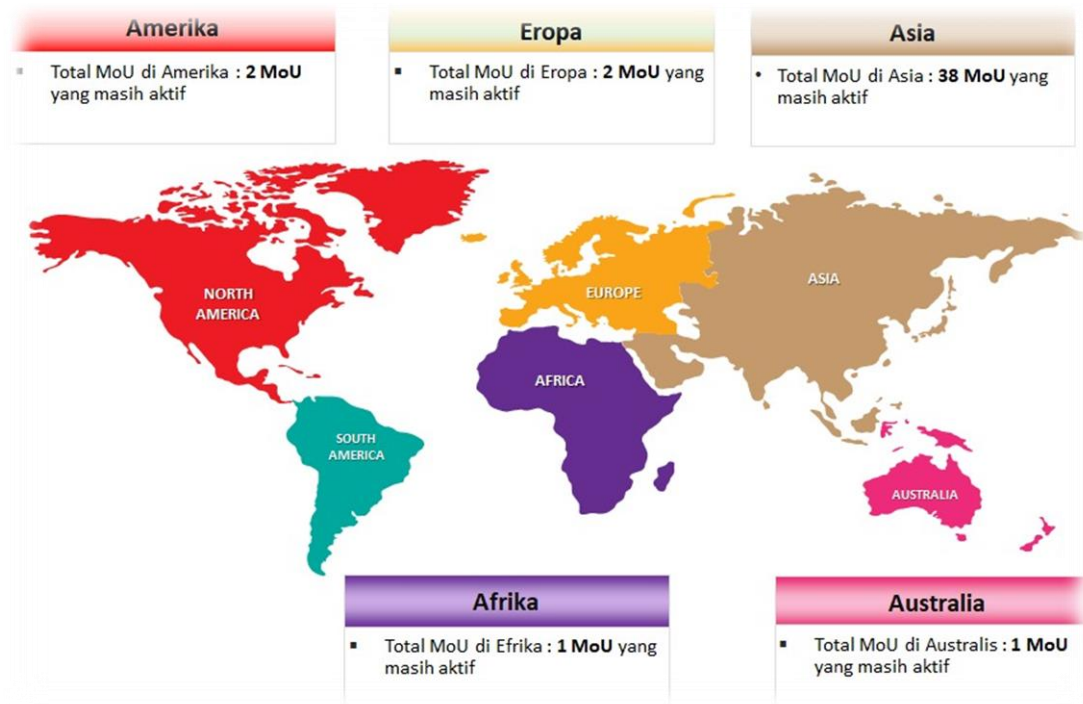 Amerika
▪ Total MoU di Amerika : 2 MoU
yang masih aktif
Eropa
▪ Total MoU di Eropa : 2 MoU yang
masih aktif
Asia
• Total MoU di Asia : 38 MoU yang
masih aktif
NORTH
AMERICA
EUROPE
ASIA
AFRICA
SOUTH
AMERICA
AUSTRALIA
Afrika
▪ Total MoU di Efrika : 1 MoU yang
masih aktif
Australia
▪ Total MoU di Australis : 1 MoU
yang masih aktif